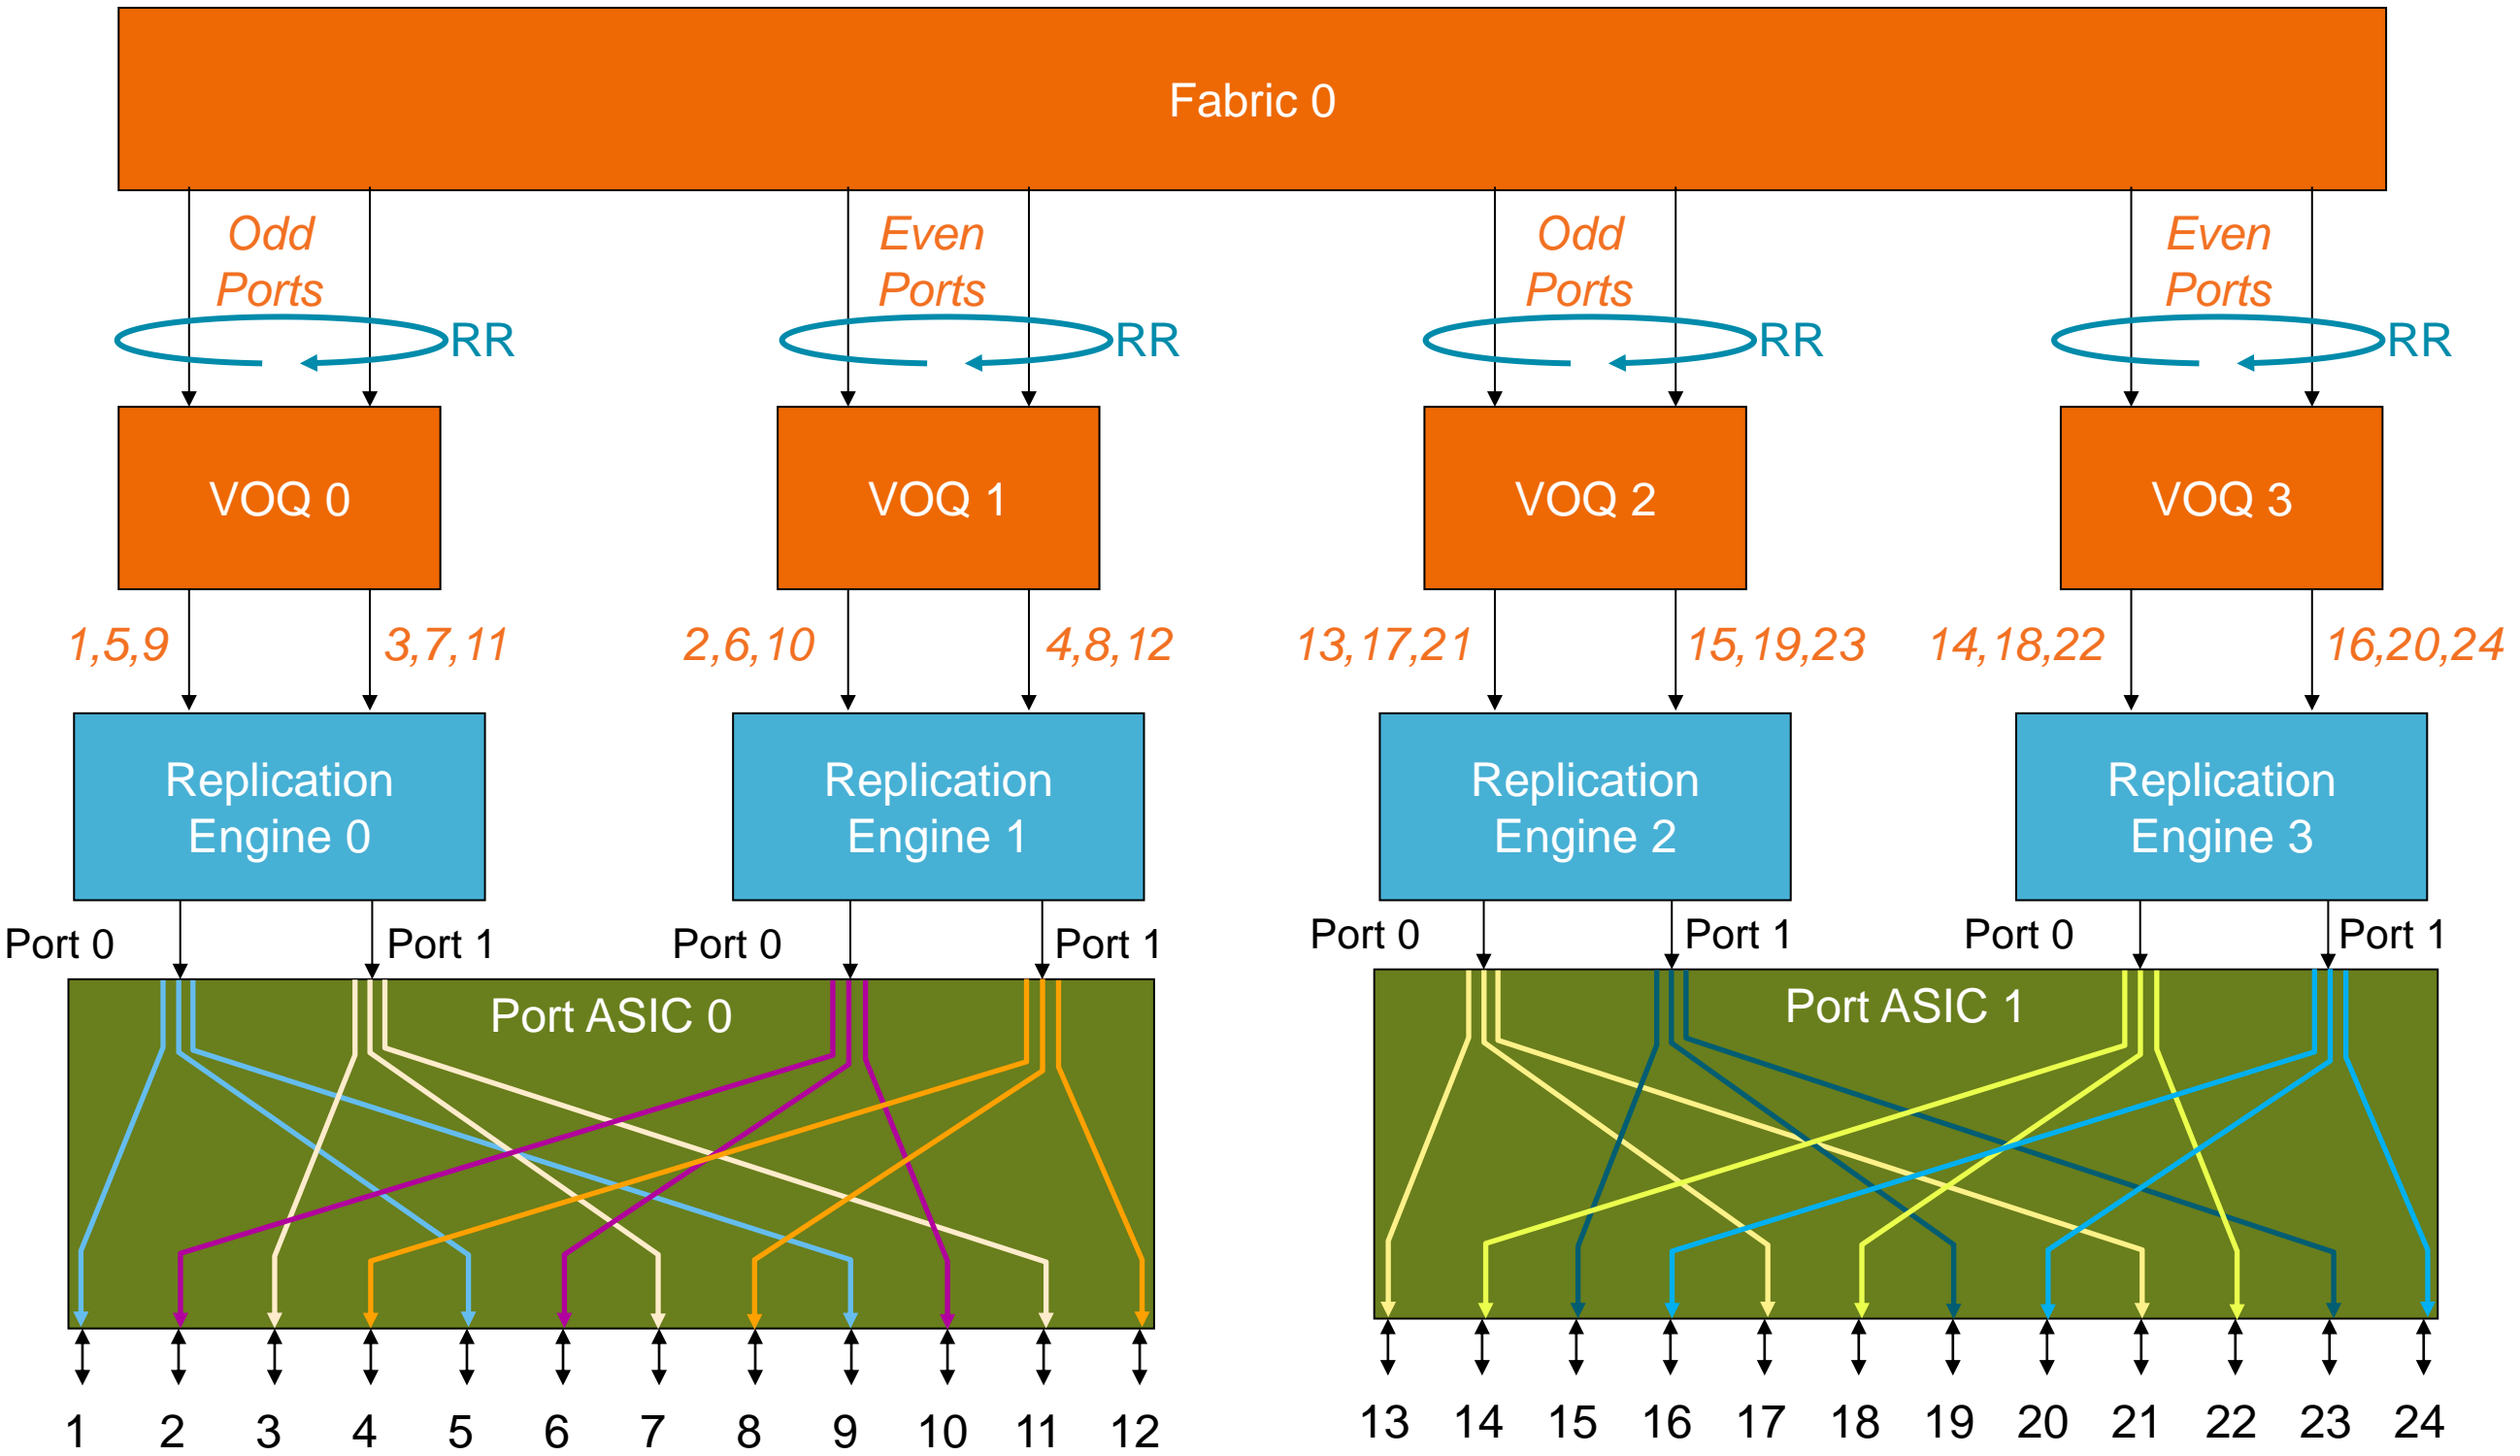 Fabric 0
Odd
Ports
Even
Ports
Odd
Ports
Even
Ports
RR
RR
RR
RR
VOQ 0
VOQ 1
VOQ 2
VOQ 3
1,5,9
3,7,11
2,6,10
4,8,12
13,17,21
15,19,23
14,18,22
16,20,24
Replication
Engine 0
Replication
Engine 1
Replication
Engine 2
Replication
Engine 3
Port 0
Port 1
Port 0
Port 1
Port 0
Port 1
Port 0
Port 1
Port ASIC 0
Port ASIC 1
1 2 3 4 5 6 7 8 9 10 11 12
13 14 15 16 17 18 19 20 21 22 23 24